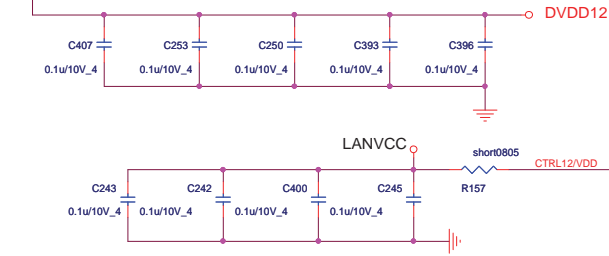 DVDD12
C407 C253 C250 C393 C396
0.1u/10V_4 0.1u/10V_4 0.1u/10V_4 0.1u/10V_4 0.1u/10V_4
LANVCC
short0805
CTRL12/VDD
C243 C242 C400 C245 R157
0.1u/10V_4 0.1u/10V_4 0.1u/10V_4 0.1u/10V_4